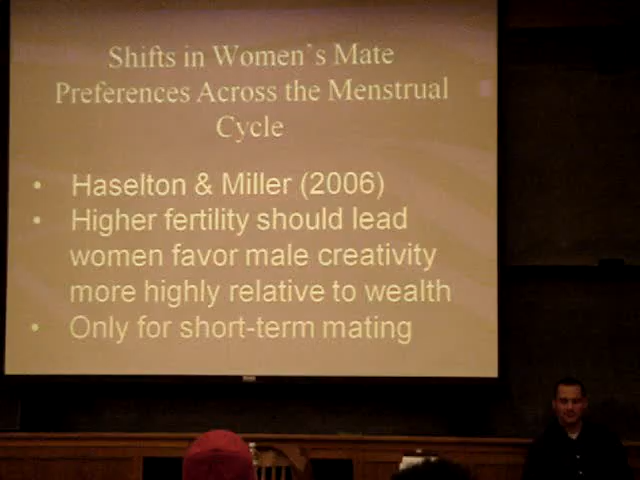 Shifts in Women's Mate
Preferences Across the Menstrual
Cycle
• Haselton & Miller (2006)
• Higher fertility should lead
women favor male creativity
more highly relative to wealth
• Only for short-term mating